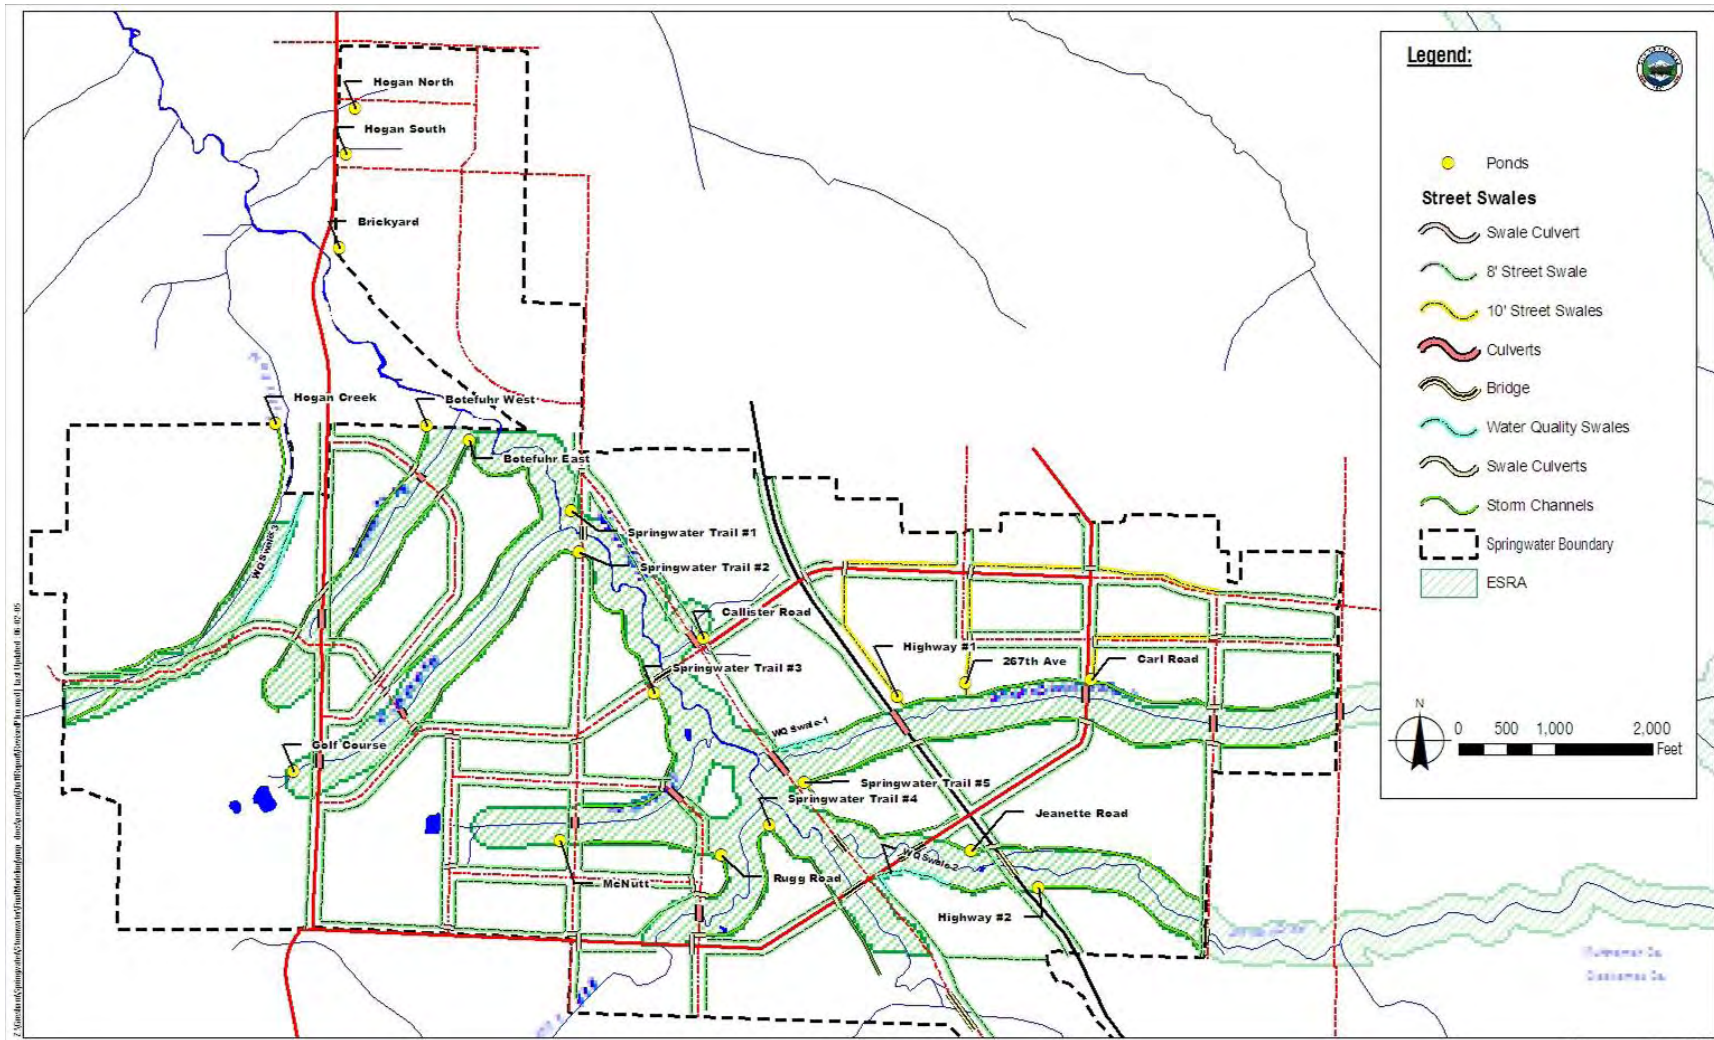 Legend:
Ponds
Street Swales
Swale Culvert
8' Street Swale
10' Street Swales
Culverts
Bridge
Water Quality Swales
Swale Culverts
Storm Channels
Springwater Boundary
ESRA
N
0 500 1,000 2,000
Feet
Hogan North
Hogan South
Brickyard
Hogan Creek
Botefuhr West
Botefuhr East
Springwater Trail #1
Springwater Trail #2
WQ Swale-3
Callister Road
Highway #1
267th Ave
Carl Road
Springwater Trail #3
WQ Swale-1
Golf Course
Springwater Trail #5
Springwater Trail #4
Jeanette Road
WQ Swale-2
McNutt
Rugg Road
Highway #2